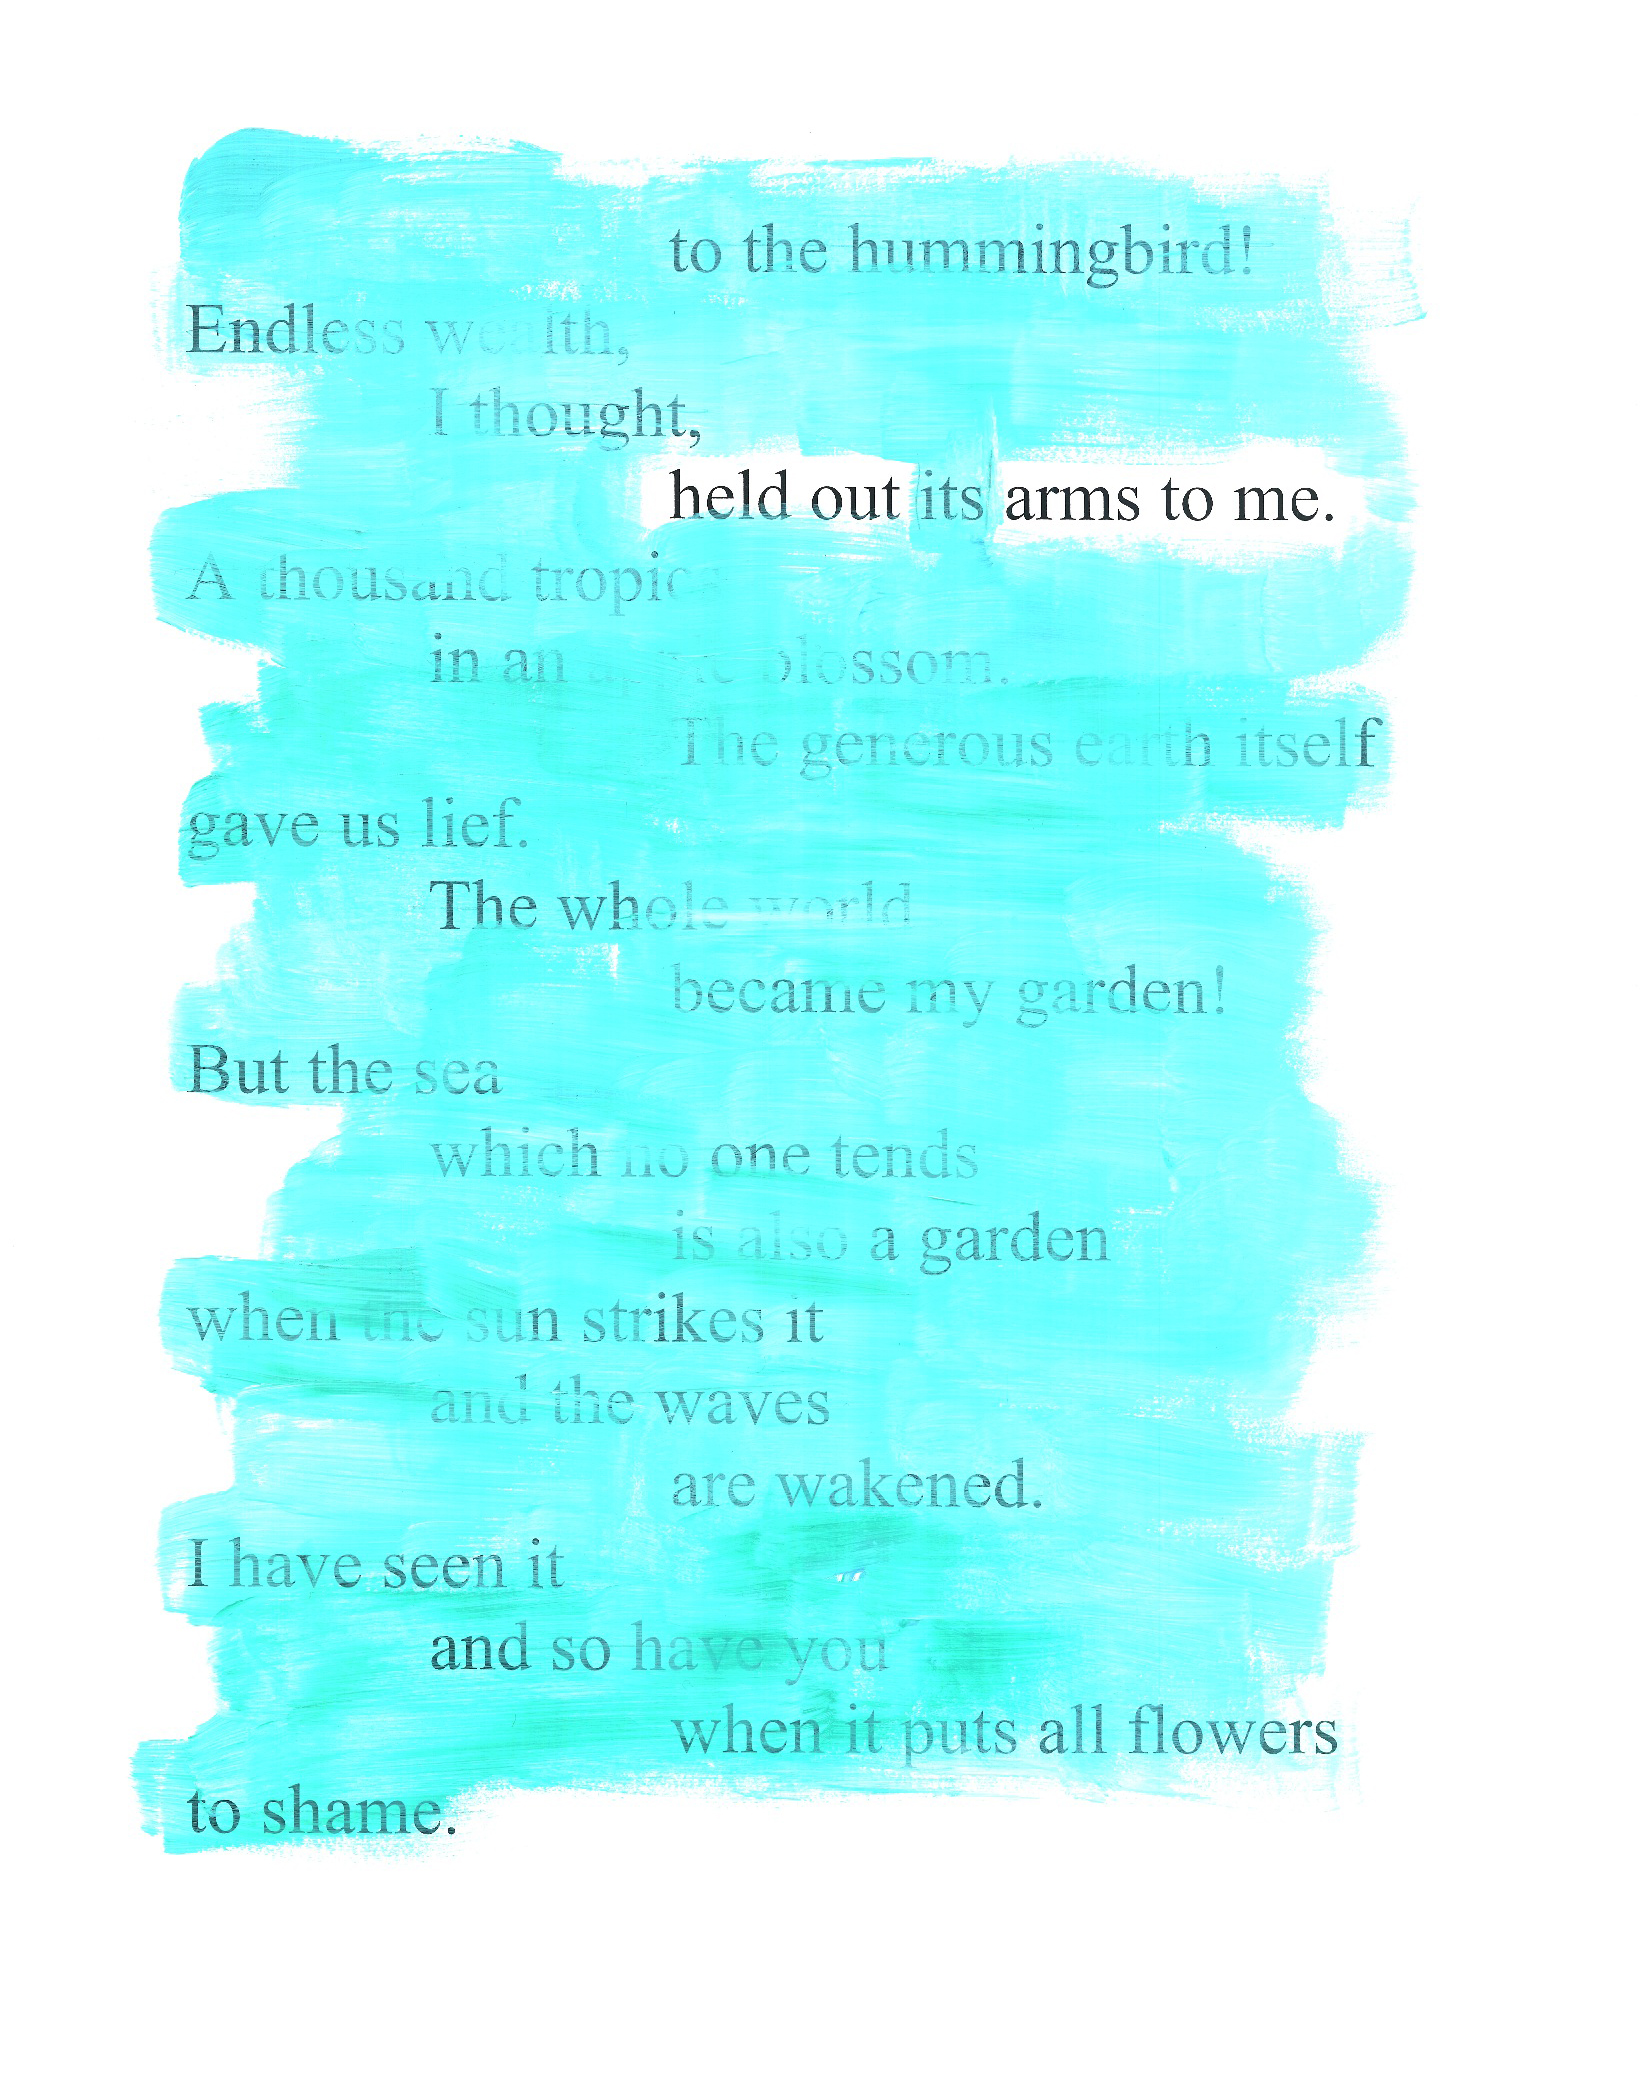 to the hummingbird!
Endless wealth,
I thought,
held out its arms to me.
A thousand tropic
in an blossom.
The generous earth itself
gave us lief.
The whole world
became my garden!
But the sea
which no one tends
is also a garden
when the sun strikes it
and the waves
are wakened.
I have seen it
and so have you
when it puts all flowers
to shame.